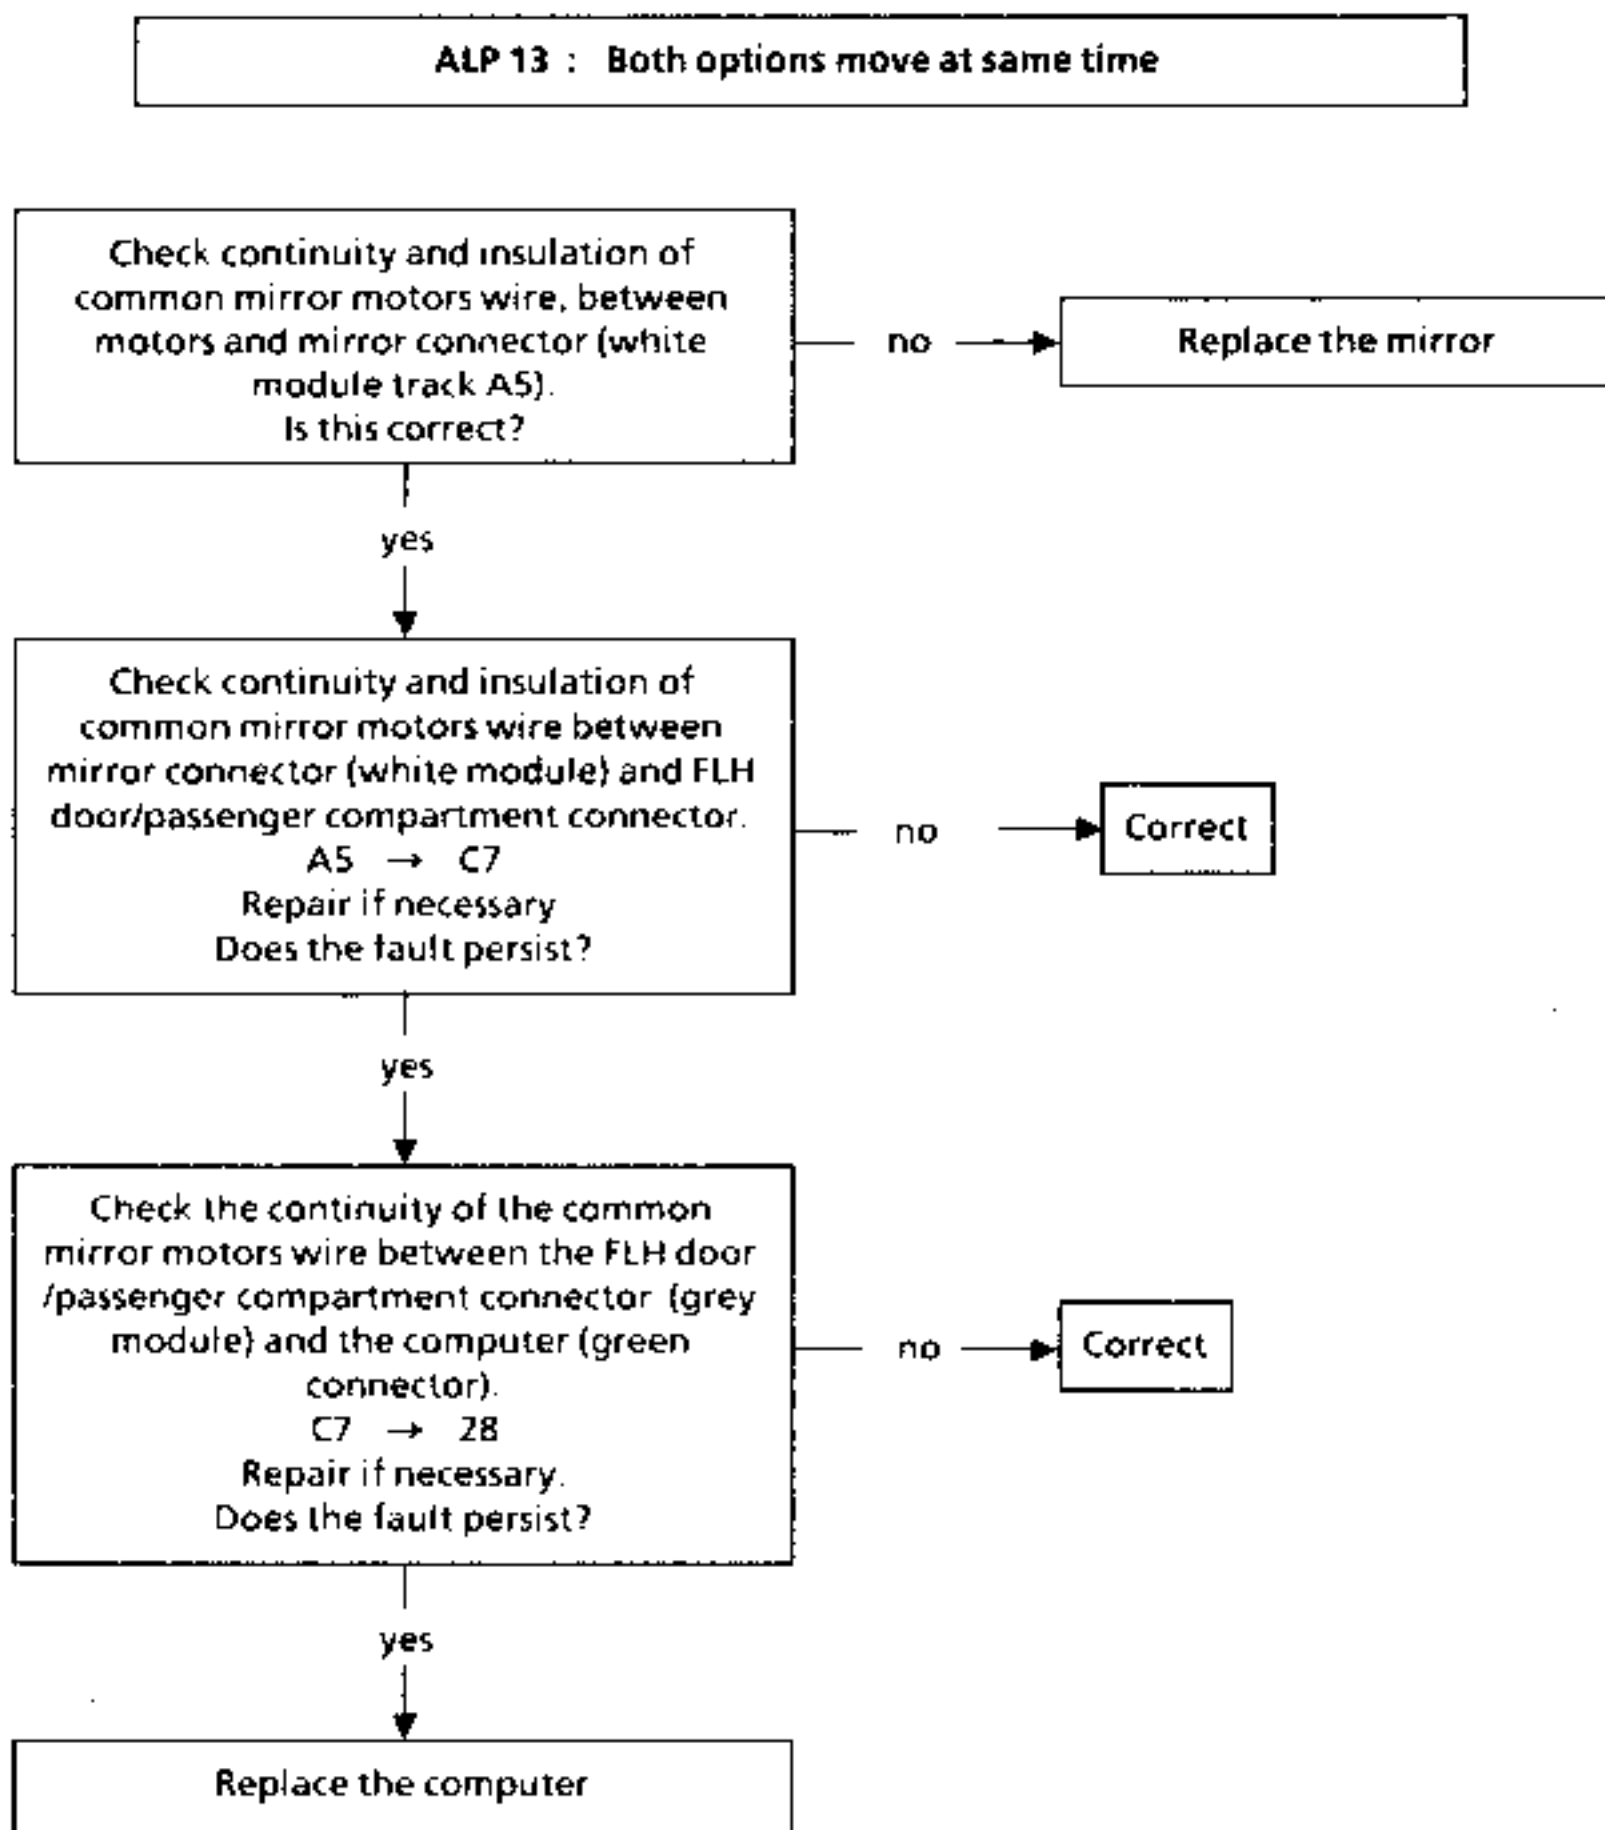 ALP 13 : Both options move at same time
Check continuity and insulation of
common mirror motors wire, between
motors and mirror connector (white
module track A5).
Is this correct?
no
Replace the mirror
yes
Check continuity and insulation of
common mirror motors wire between
mirror connector (white module) and FLH
door/passenger compartment connector.
A5 → C7
Repair if necessary
Does the fault persist?
no
Correct
yes
Check the continuity of the common
mirror motors wire between the FLH door
/passenger compartment connector (grey
module) and the computer (green
connector).
C7 → 28
Repair if necessary.
Does the fault persist?
no
Correct
yes
Replace the computer